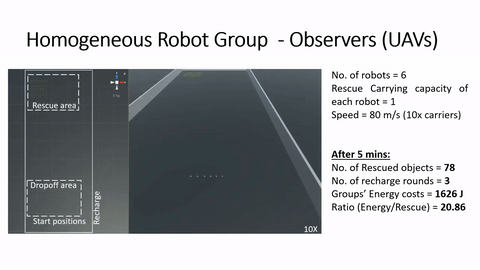 Homogeneous Robot Group - Observers (UAVs)
Rescue area
Dropoff area
Start positions
Recharge
10X
No. of robots = 6
Rescue Carrying capacity of
each robot = 1
Speed = 80 m/s (10x carriers)
After 5 mins:
No. of Rescued objects = 78
No. of recharge rounds = 3
Groups' Energy costs = 1626 J
Ratio (Energy/Rescue) = 20.86